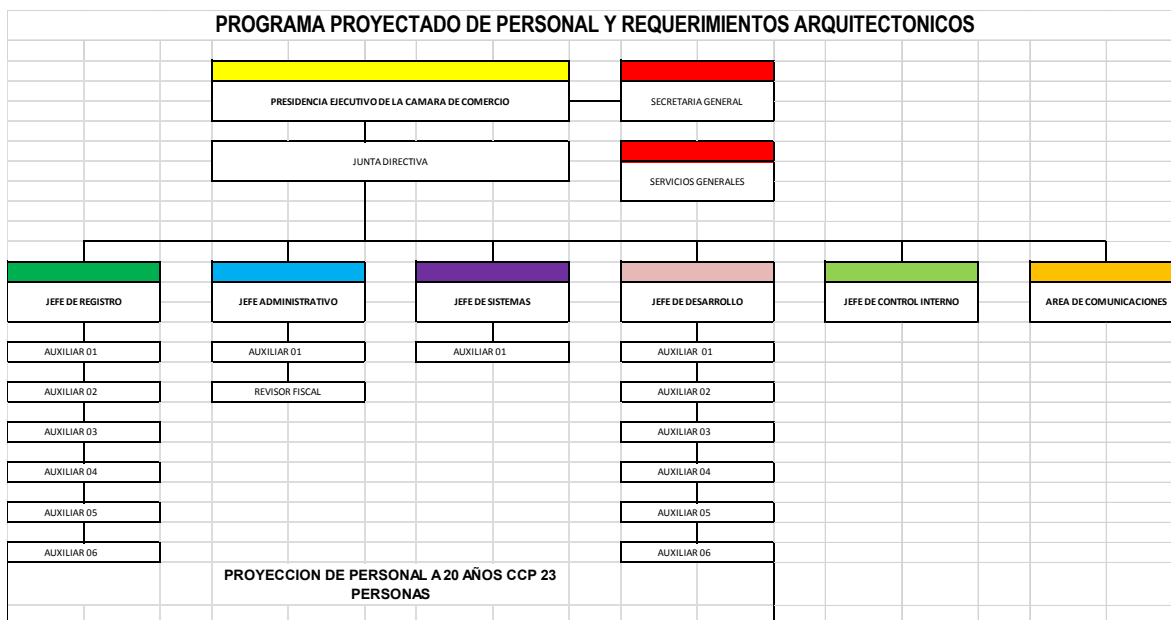 PROGRAMA PROYECTADO DE PERSONAL Y REQUERIMIENTOS ARQUITECTONICOS
PRESIDENCIA EJECUTIVO DE LA CAMARA DE COMERCIO
SECRETARIA GENERAL
JUNTA DIRECTIVA
SERVICIOS GENERALES
JEFE DE REGISTRO
JEFE ADMINISTRATIVO
JEFE DE SISTEMAS
JEFE DE DESARROLLO
JEFE DE CONTROL INTERNO
AREA DE COMUNICACIONES
AUXILIAR 01
AUXILIAR 01
AUXILIAR 01
AUXILIAR 01
AUXILIAR 02
REVISOR FISCAL
AUXILIAR 02
AUXILIAR 03
AUXILIAR 03
AUXILIAR 04
AUXILIAR 04
AUXILIAR 05
AUXILIAR 05
AUXILIAR 06
AUXILIAR 06
PROYECCION DE PERSONAL A 20 AÑOS CCP 23
PERSONAS